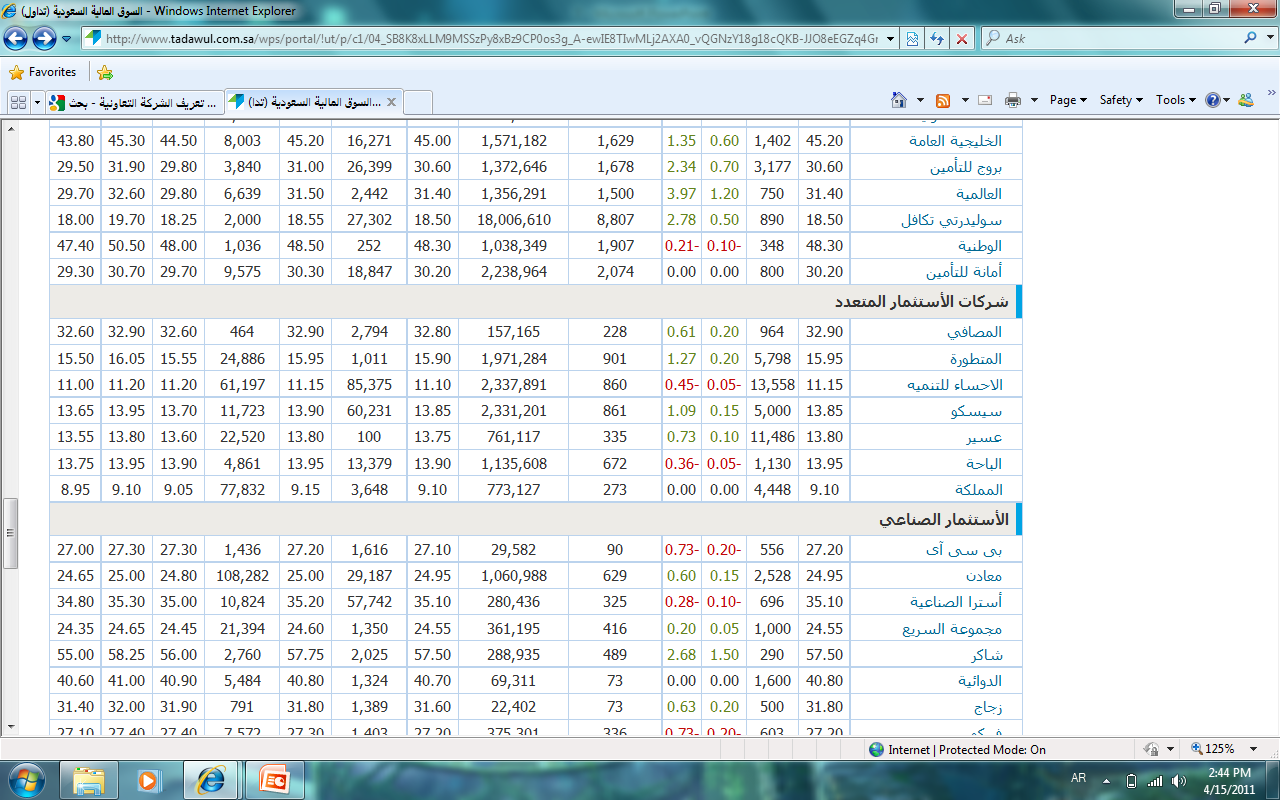 السوق المالية السعودية (تداول) - Windows Internet Explorer
http://www.tadawul.com.sa/wps/portal/!ut/p/c1/04_SB8K8xLLM9MSSzPy8xBz9CP0os3g_A-ewIE8TIwMLj2AXA0_vQGNzY18g18cQKB-JJO8eEGZq4Gr
Ask
Favorites
تعريف الشركة التعاونية - بحث ...
السوق المالية السعودية (تدا...
Page Safety Tools
الخليجية العامة 45.20 1,402 0.60 1.35 1,629 1,571,182 45.00 16,271 45.20 8,003 44.50 45.30 43.80
بروج للتأمين 30.60 3,177 0.70 2.34 1,678 1,372,646 30.60 26,399 31.00 3,840 29.80 31.90 29.50
العالمية 31.40 750 1.20 3.97 1,500 1,356,291 31.40 2,442 31.50 6,639 29.80 32.60 29.70
سوليدرتي تكافل 18.50 890 0.50 2.78 8,807 18,006,610 18.50 27,302 18.55 2,000 18.25 19.70 18.00
الوطنية 48.30 348 0.10- 0.21- 1,907 1,038,349 48.30 252 48.50 1,036 48.00 50.50 47.40
أمانة للتأمين 30.20 800 0.00 0.00 2,074 2,238,964 30.20 18,847 30.30 9,575 29.70 30.70 29.30
شركات الأستثمار المتعدد
المصافي 32.90 964 0.20 0.61 228 157,165 32.80 2,794 32.90 464 32.60 32.90 32.60
المتطورة 15.95 5,798 0.20 1.27 901 1,971,284 15.90 1,011 15.95 24,886 15.55 16.05 15.50
الاحساء للتنميه 11.15 13,558 0.05- 0.45- 860 2,337,891 11.10 85,375 11.15 61,197 11.20 11.20 11.00
سيسكو 13.85 5,000 0.15 1.09 861 2,331,201 13.85 60,231 13.90 11,723 13.70 13.95 13.65
عسير 13.80 11,486 0.10 0.73 335 761,117 13.75 100 13.80 22,520 13.60 13.80 13.55
الباحة 13.95 1,130 0.05- 0.36- 672 1,135,608 13.90 13,379 13.95 4,861 13.90 13.95 13.75
المملكة 9.10 4,448 0.00 0.00 273 773,127 9.10 3,648 9.15 77,832 9.05 9.10 8.95
الأستثمار الصناعي
بى سى آى 27.20 556 0.20- 0.73- 90 29,582 27.10 1,616 27.20 1,436 27.30 27.30 27.00
معادن 24.95 2,528 0.15 0.60 629 1,060,988 24.95 29,187 25.00 108,282 24.80 25.00 24.65
أسترا الصناعية 35.10 696 0.10- 0.28- 325 280,436 35.10 57,742 35.20 10,824 35.00 35.30 34.80
مجموعة السريع 24.55 1,000 0.05 0.20 416 361,195 24.55 1,350 24.60 21,394 24.45 24.65 24.35
شاكر 57.50 290 1.50 2.68 489 288,935 57.50 2,025 57.75 2,760 56.00 58.25 55.00
الدوائية 40.80 1,600 0.00 0.00 73 69,311 40.70 1,324 40.80 5,484 40.90 41.00 40.60
زجاج 31.80 500 0.20 0.63 73 22,402 31.60 1,389 31.80 791 31.90 32.00 31.40
27.20 603 0.20- 0.73- 336 375,301 27.20 1,403 27.30 7,572 27.40 27.40 27.10
Internet | Protected Mode: On
125%
AR
2:44 PM
4/15/2011